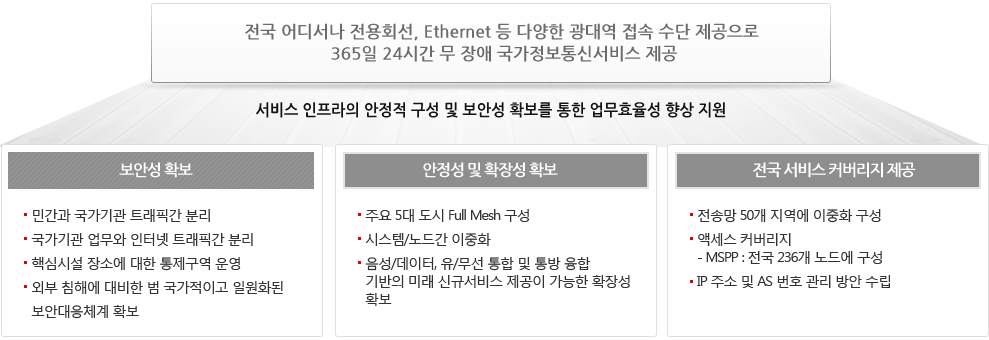 전국 어디서나 전용회선, Ethernet 등 다양한 광대역 접속 수단 제공으로
365일 24시간 무 장애 국가정보통신서비스 제공
서비스 인프라의 안정적 구성 및 보안성 확보를 통한 업무효율성 향상 지원
보안성 확보
민간과 국가기관 트래픽간 분리
국가기관 업무와 인터넷 트래픽간 분리
핵심시설 장소에 대한 통제구역 운영
외부 침해에 대비한 범 국가적이고 일원화된
보안대응체계 확보
안정성 및 확장성 확보
주요 5대 도시 Full Mesh 구성
시스템/노드간 이중화
음성/데이터, 유/무선 통합 및 통방 융합
기반의 미래 신규서비스 제공이 가능한 확장성
확보
전국 서비스 커버리지 제공
전송망 50개 지역에 이중화 구성
액세스 커버리지
- MSPP : 전국 236개 노드에 구성
IP 주소 및 AS 번호 관리 방안 수립